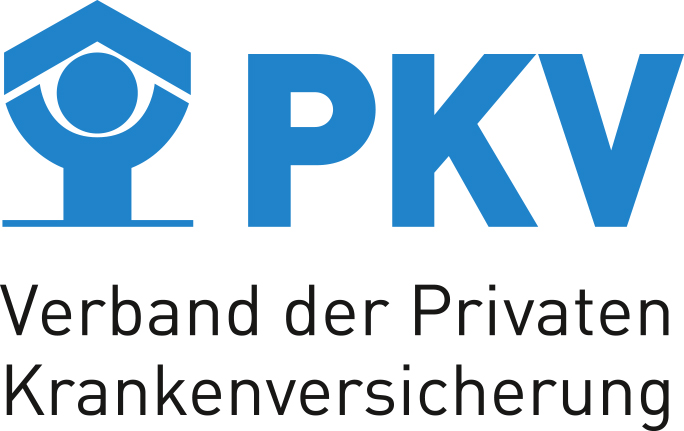 PKV
Verband der Privaten
Krankenversicherung